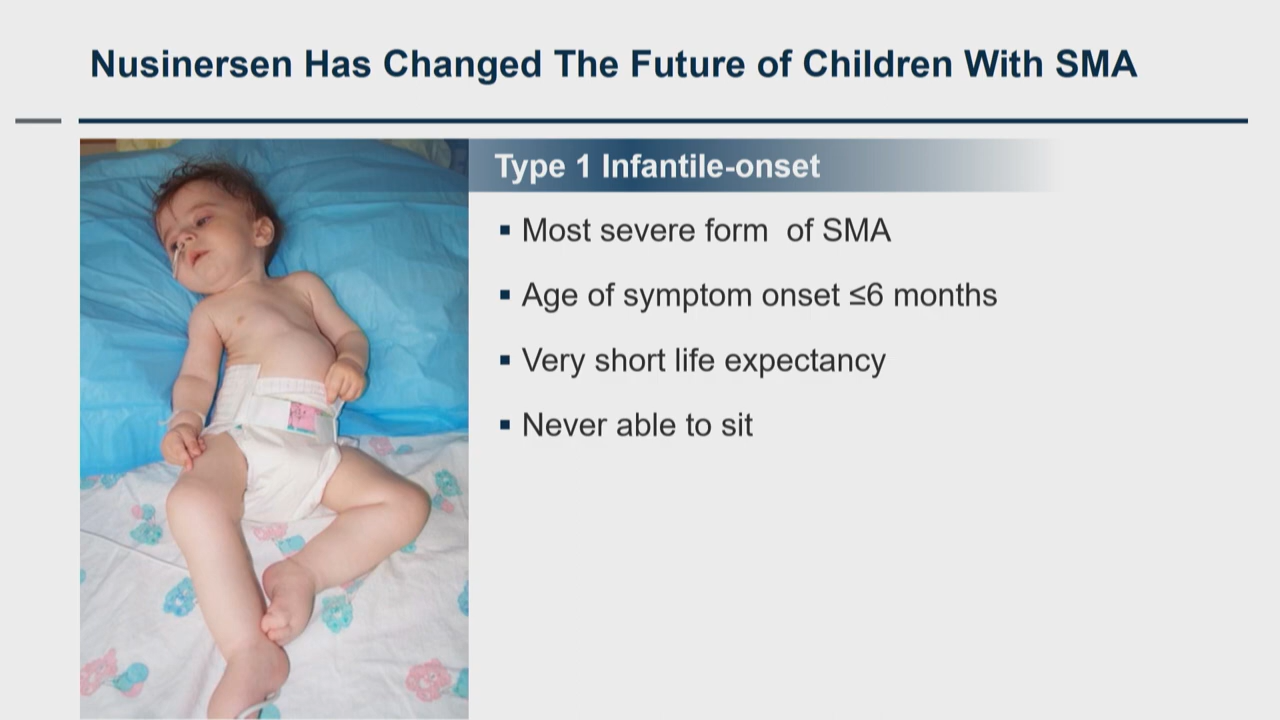 Nusinersen Has Changed The Future of Children With SMA
Type 1 Infantile-onset
▪ Most severe form  of SMA
▪ Age of symptom onset ≤6 months
▪ Very short life expectancy
▪ Never able to sit